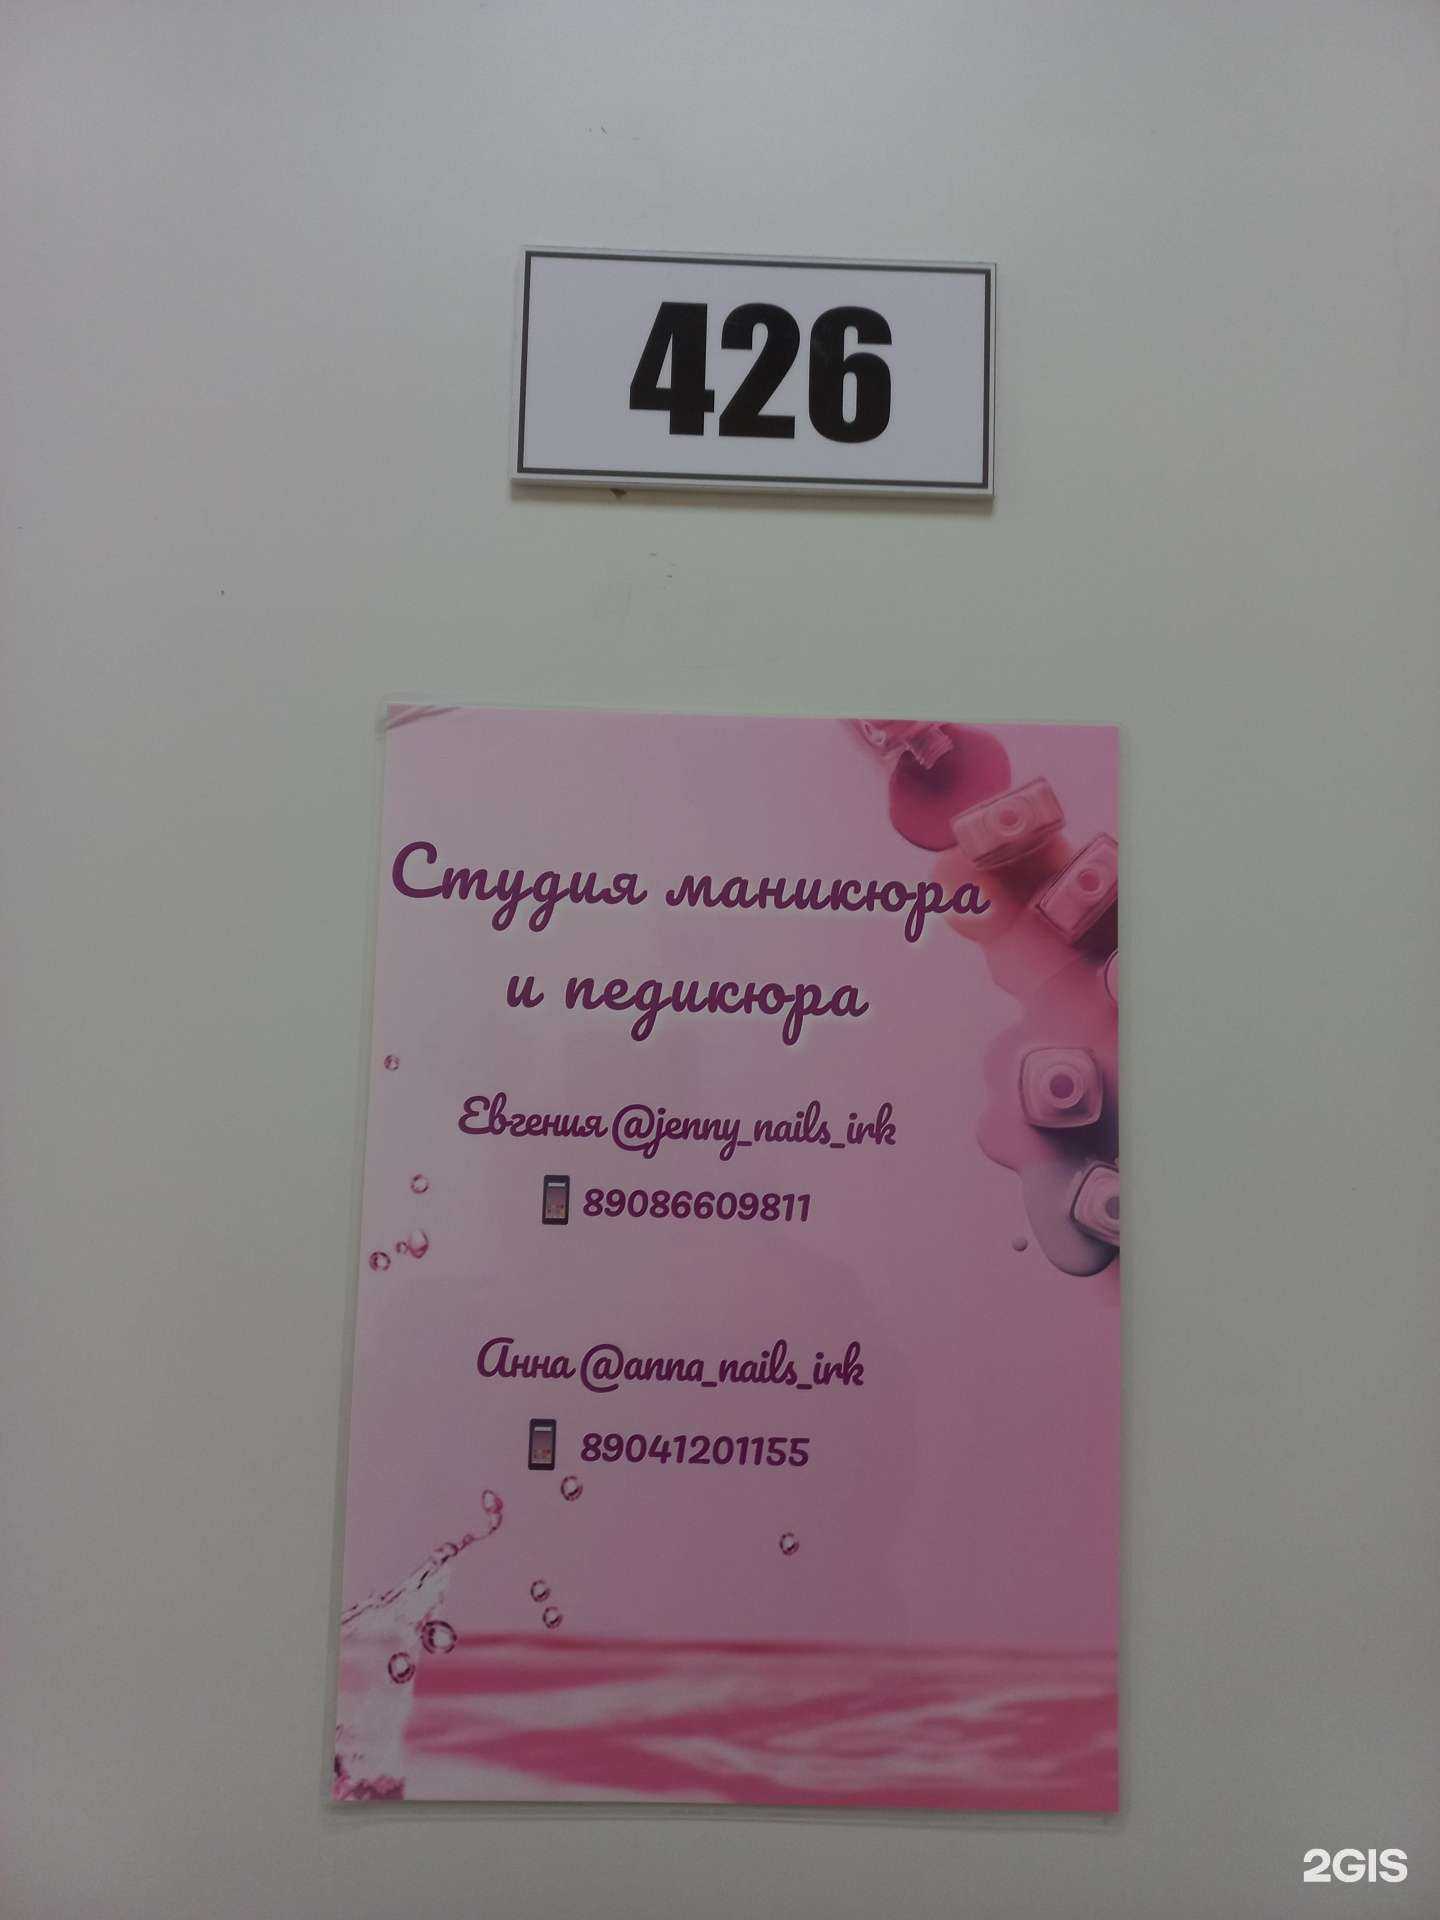 426
Студия маникюра
и педикюра
Евгения @jenny_nails_irk
89086609811
Анна @anna_nails_irk
89041201155
2GIS